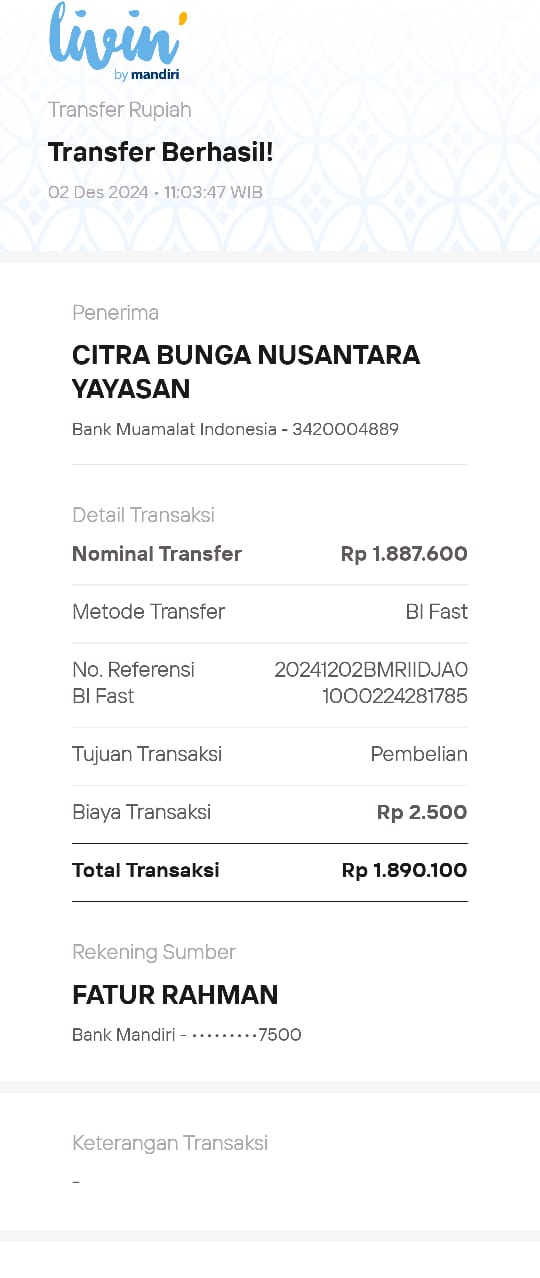 livin'
by mandiri
Transfer Rupiah
Transfer Berhasil!
02 Des 2024 • 11:03:47 WIB
Penerima
CITRA BUNGA NUSANTARA
YAYASAN
Bank Muamalat Indonesia - 3420004889
Detail Transaksi
Nominal Transfer Rp 1.887.600
Metode Transfer BI Fast
No. Referensi 20241202BMRIIDJA0
BI Fast 1000224281785
Tujuan Transaksi Pembelian
Biaya Transaksi Rp 2.500
Total Transaksi Rp 1.890.100
Rekening Sumber
FATUR RAHMAN
Bank Mandiri - •••••••••7500
Keterangan Transaksi
-